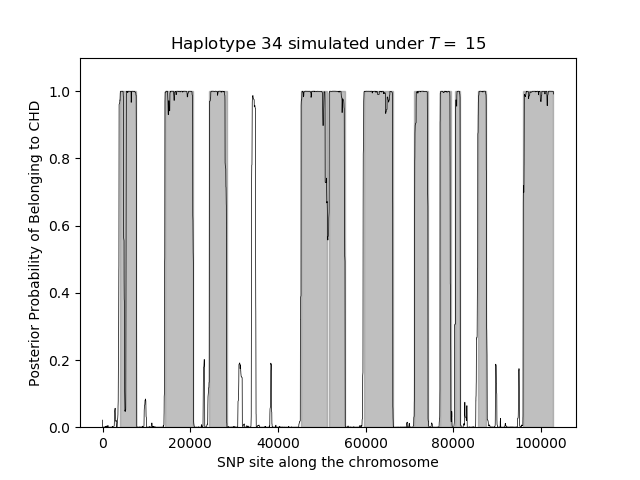 Haplotype 34 simulated under T = 15
Posterior Probability of Belonging to CHD
1.0
0.8
0.6
0.4
0.2
0.0
0 20000 40000 60000 80000 100000
SNP site along the chromosome